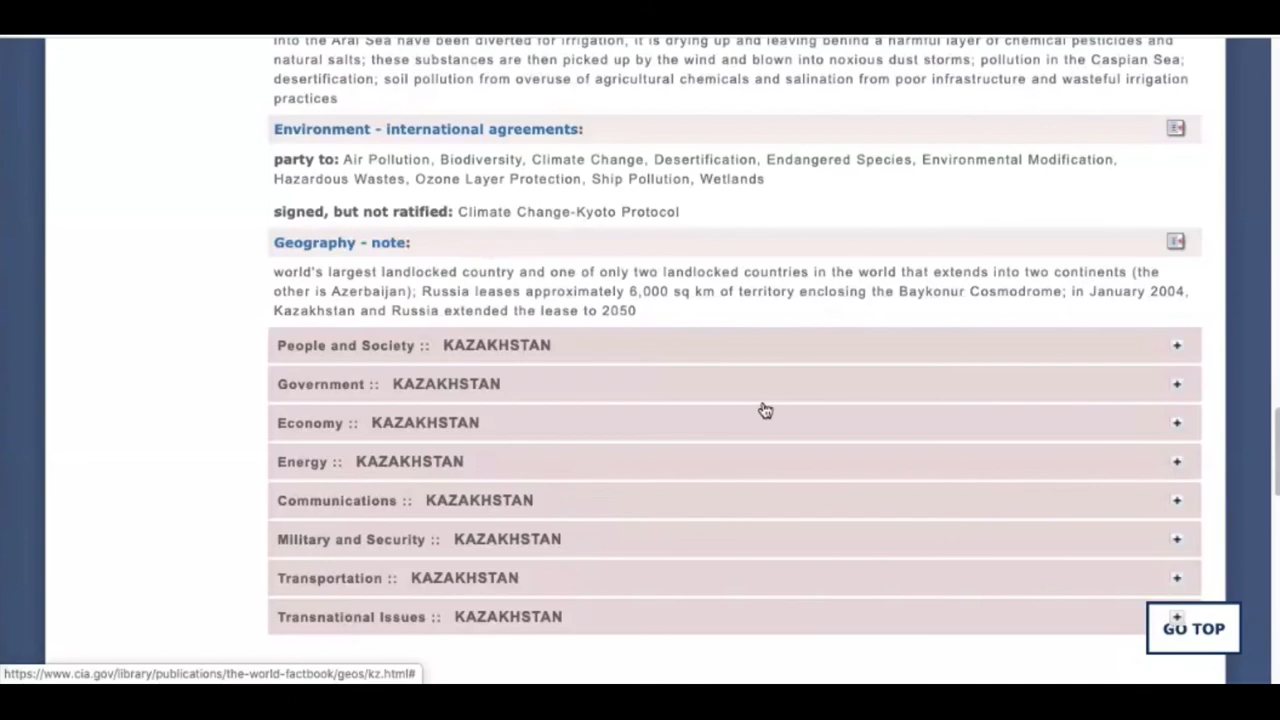 into the Aral Sea have been diverted for irrigation, it is drying up and leaving behind a harmful layer of chemical pesticides and
natural salts; these substances are then picked up by the wind and blown into noxious dust storms; pollution in the Caspian Sea;
desertification; soil pollution from overuse of agricultural chemicals and salination from poor infrastructure and wasteful irrigation
practices
Environment - international agreements:
party to: Air Pollution, Biodiversity, Climate Change, Desertification, Endangered Species, Environmental Modification,
Hazardous Wastes, Ozone Layer Protection, Ship Pollution, Wetlands
signed, but not ratified: Climate Change-Kyoto Protocol
Geography - note:
world's largest landlocked country and one of only two landlocked countries in the world that extends into two continents (the
other is Azerbaijan); Russia leases approximately 6,000 sq km of territory enclosing the Baykonur Cosmodrome; in January 2004,
Kazakhstan and Russia extended the lease to 2050
People and Society :: KAZAKHSTAN
Government :: KAZAKHSTAN
Economy :: KAZAKHSTAN
Energy :: KAZAKHSTAN
Communications :: KAZAKHSTAN
Military and Security :: KAZAKHSTAN
Transportation :: KAZAKHSTAN
Transnational Issues :: KAZAKHSTAN
GO TOP
https://www.cia.gov/library/publications/the-world-factbook/geos/kz.html#